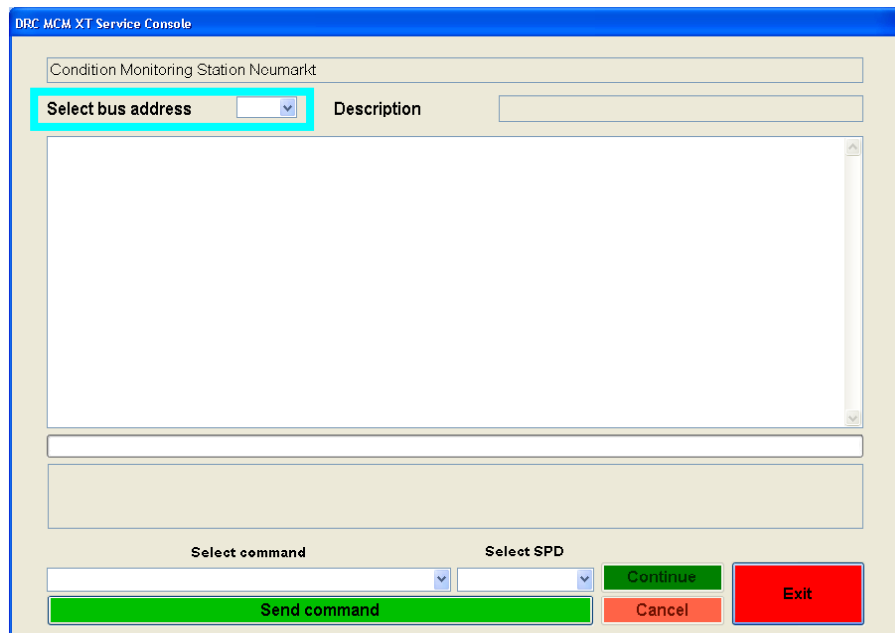 DRC MCM XT Service Console
Condition Monitoring Station Neumarkt
Select bus address
Description
Select command
Select SPD
Continue
Exit
Send command
Cancel